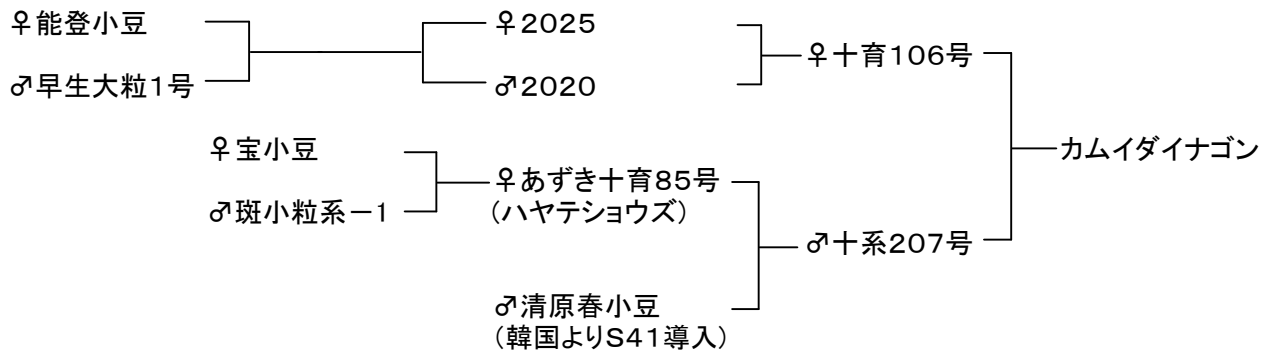 ♀能登小豆
♂早生大粒1号
♀2025
♂2020
♀十育106号
♀宝小豆
♂斑小粒系－1
♀あずき十育85号
(ハヤテショウズ)
♂清原春小豆
(韓国よりS41導入)
♂十系207号
カムイダイナゴン